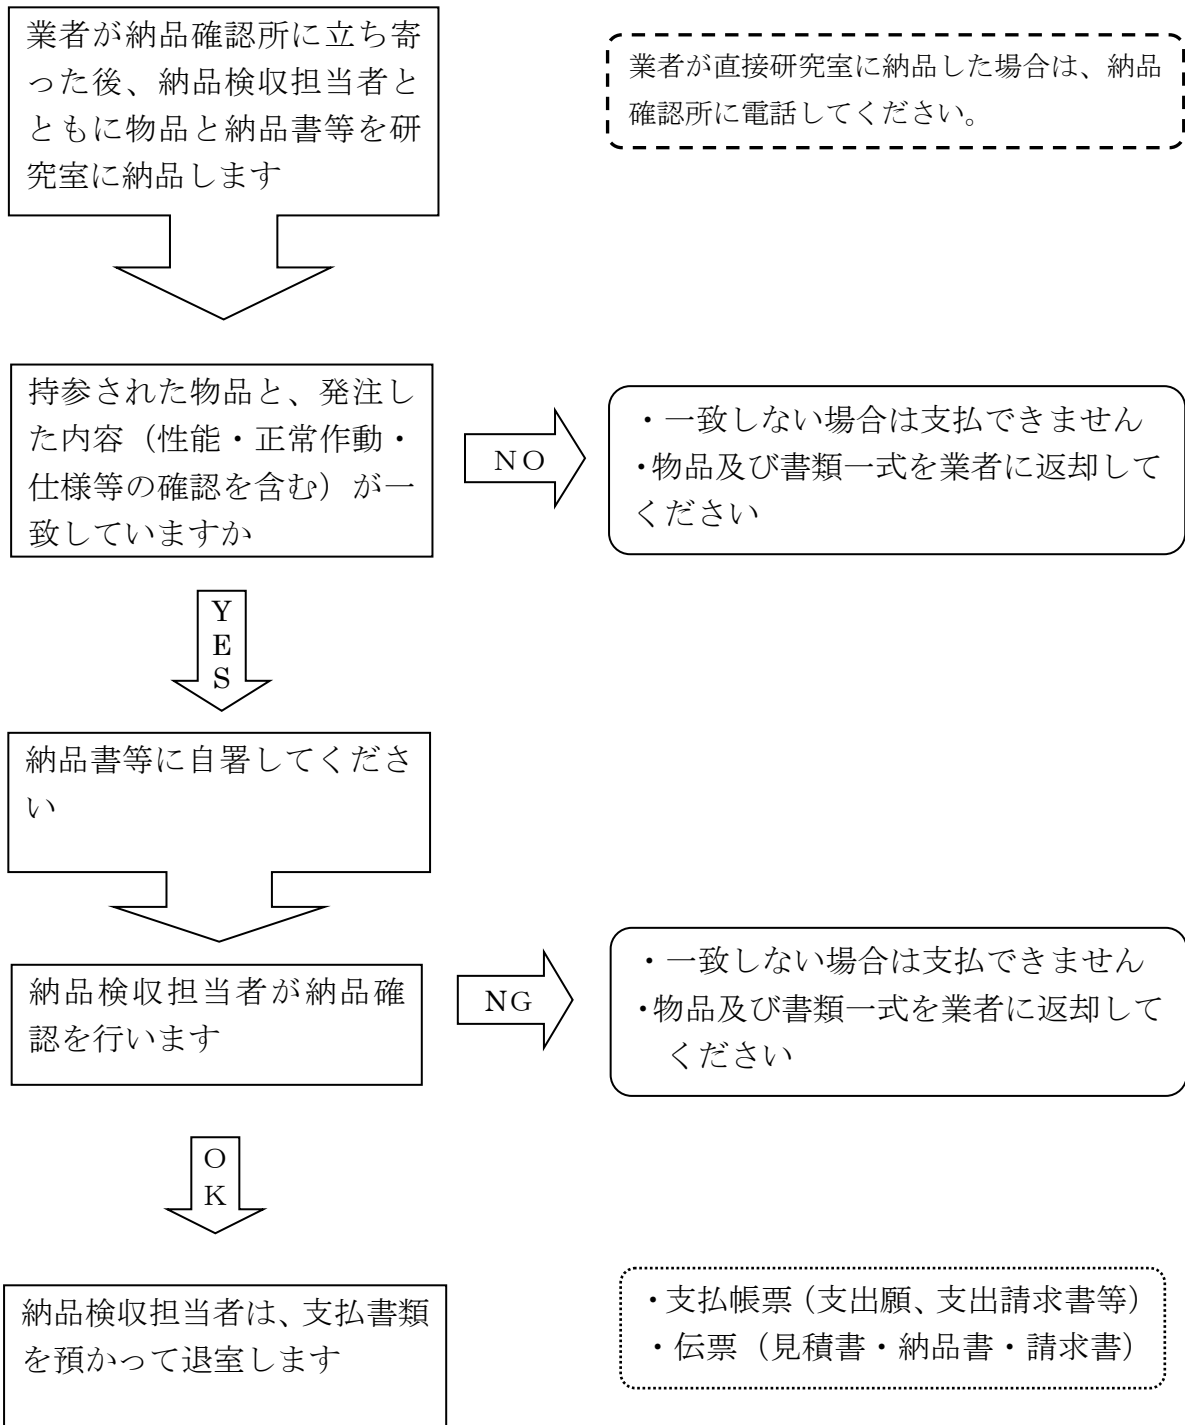 業者が納品確認所に立ち寄
った後、納品検収担当者と
ともに物品と納品書等を研
究室に納品します
業者が直接研究室に納品した場合は、納品
確認所に電話してください。
持参された物品と、発注し
た内容（性能・正常作動・
仕様等の確認を含む）が一
致していますか
NO
・一致しない場合は支払できません
・物品及び書類一式を業者に返却して
ください
Y
E
S
納品書等に自署してくださ
い
納品検収担当者が納品確
認を行います
NG
・一致しない場合は支払できません
・物品及び書類一式を業者に返却して
ください
O
K
納品検収担当者は、支払書類
を預かって退室します
・支払帳票（支出願、支出請求書等）
・伝票（見積書・納品書・請求書）